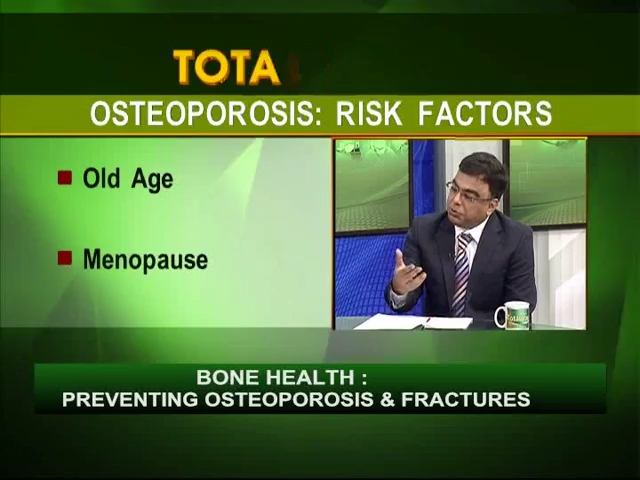 TOTA
OSTEOPOROSIS: RISK FACTORS
Old Age
Menopause
BONE HEALTH :
PREVENTING OSTEOPOROSIS & FRACTURES